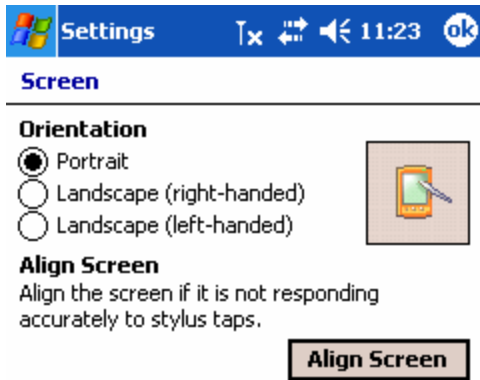 Settings 11:23 ok
Screen
Orientation
Portrait
Landscape (right-handed)
Landscape (left-handed)
Align Screen
Align the screen if it is not responding
accurately to stylus taps.
Align Screen